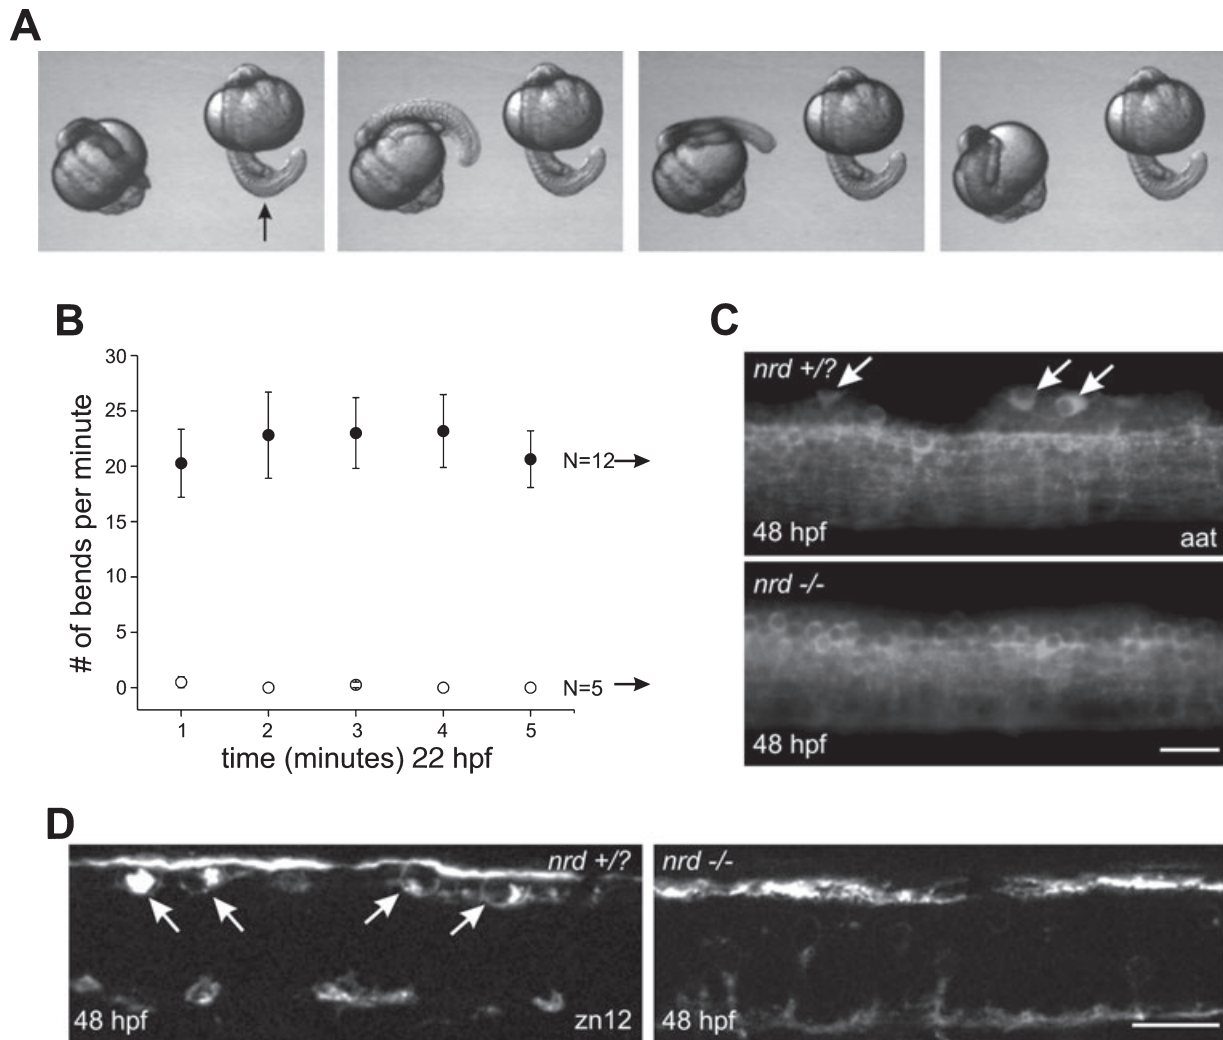 A
B
30
25
20
15
10
5
0
# of bends per minute
N=12
N=5
1 2 3 4 5
time (minutes) 22 hpf
C
nrd +/?
48 hpf
aat
nrd -/-
48 hpf
D
nrd +/?
48 hpf
zn12
nrd -/-
48 hpf